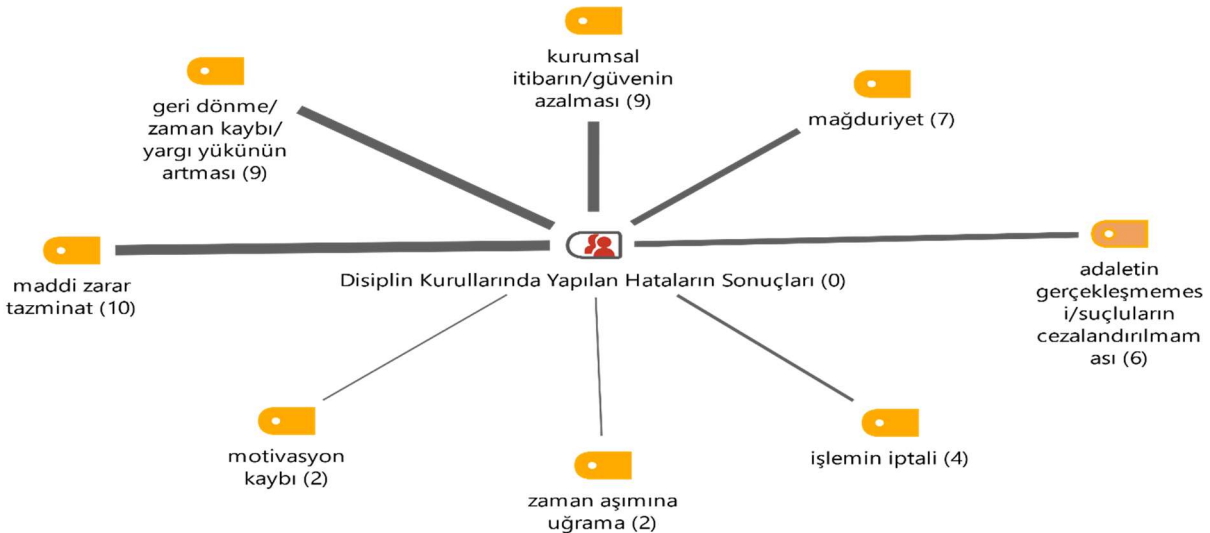 kurumsal
itibarın/güvenin
azalması (9)
geri dönme/
zaman kaybı/
yargı yükünün
artması (9)
mağduriyet (7)
maddi zarar
tazminat (10)
Disiplin Kurullarında Yapılan Hataların Sonuçları (0)
adaletin
gerçekleşmemes
i/suçluların
cezalandırılmam
ası (6)
motivasyon
kaybı (2)
zaman aşımına
uğrama (2)
işlemin iptali (4)